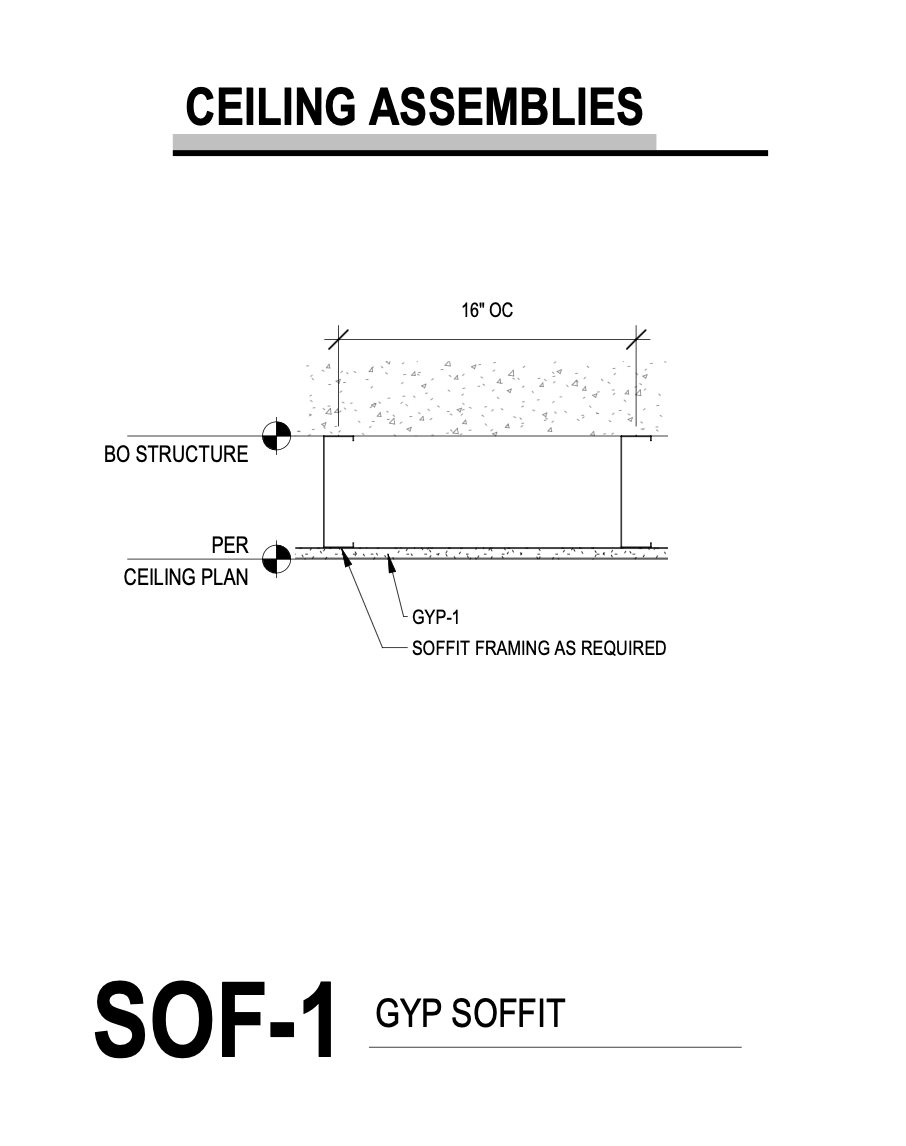 CEILING ASSEMBLIES
16" OC
BO STRUCTURE
PER
CEILING PLAN
GYP-1
SOFFIT FRAMING AS REQUIRED
SOF-1
GYP SOFFIT